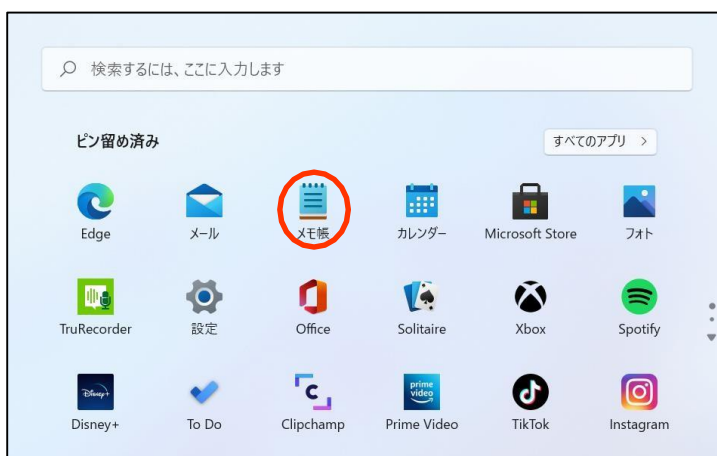 検索するには、ここに入力します
ピン留め済み すべてのアプリ >
Edge メール メモ帳 カレンダー Microsoft Store フォト
TruRecorder 設定 Office Solitaire Xbox Spotify
Disney+ prime video
Disney+ To Do Clipchamp Prime Video TikTok Instagram